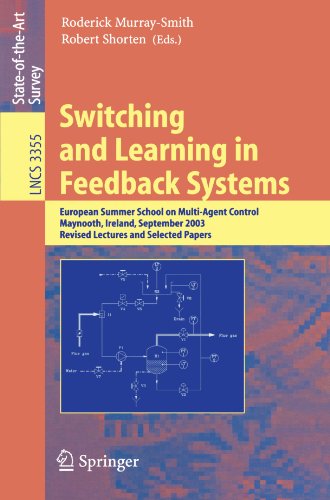 Roderick Murray-Smith
Robert Shorten (Eds.)
State-of-the-Art
Survey
LNCS 3355
Switching
and Learning in
Feedback Systems
European Summer School on Multi-Agent Control
Maynooth, Ireland, September 2003
Revised Lectures and Selected Papers
Flue gas
Water
Drain
Flue gas
Springer